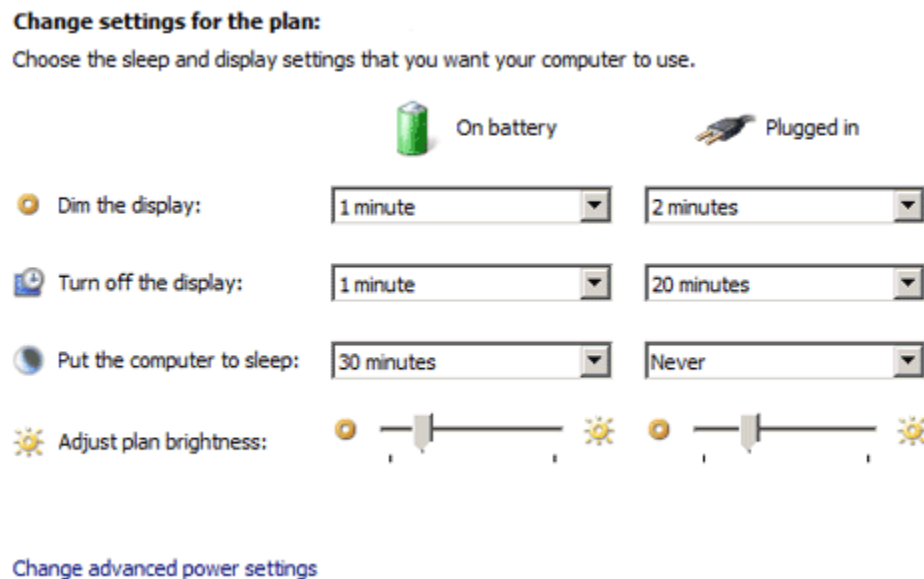 Change settings for the plan:
Choose the sleep and display settings that you want your computer to use.
On battery Plugged in
Dim the display: 1 minute 2 minutes
Turn off the display: 1 minute 20 minutes
Put the computer to sleep: 30 minutes Never
Adjust plan brightness:
Change advanced power settings